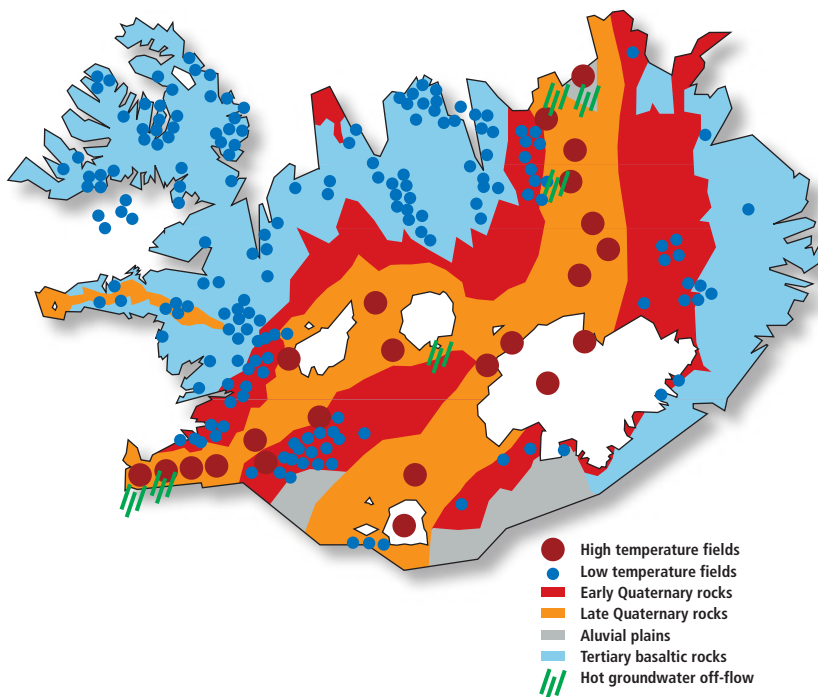 High temperature fields
Low temperature fields
Early Quaternary rocks
Late Quaternary rocks
Aluvial plains
Tertiary basaltic rocks
Hot groundwater off-flow